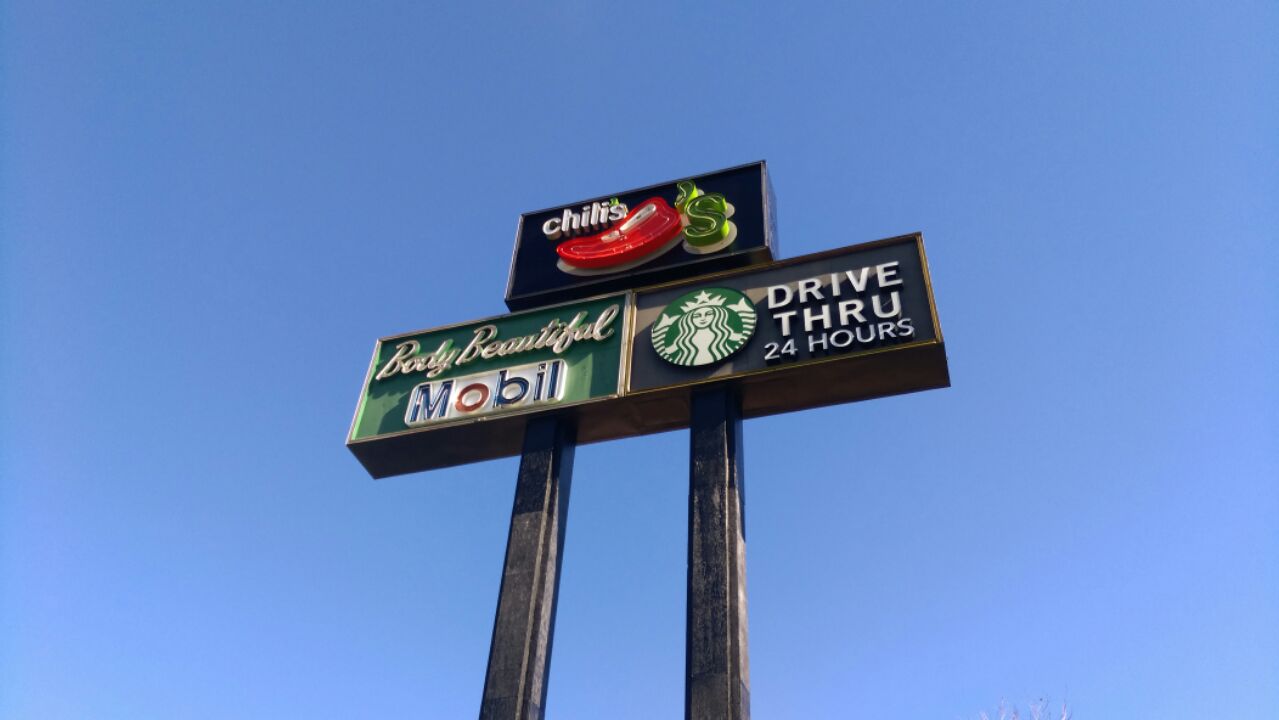 chili's
's
Body Beautiful
Mobil
DRIVE
THRU
24 HOURS